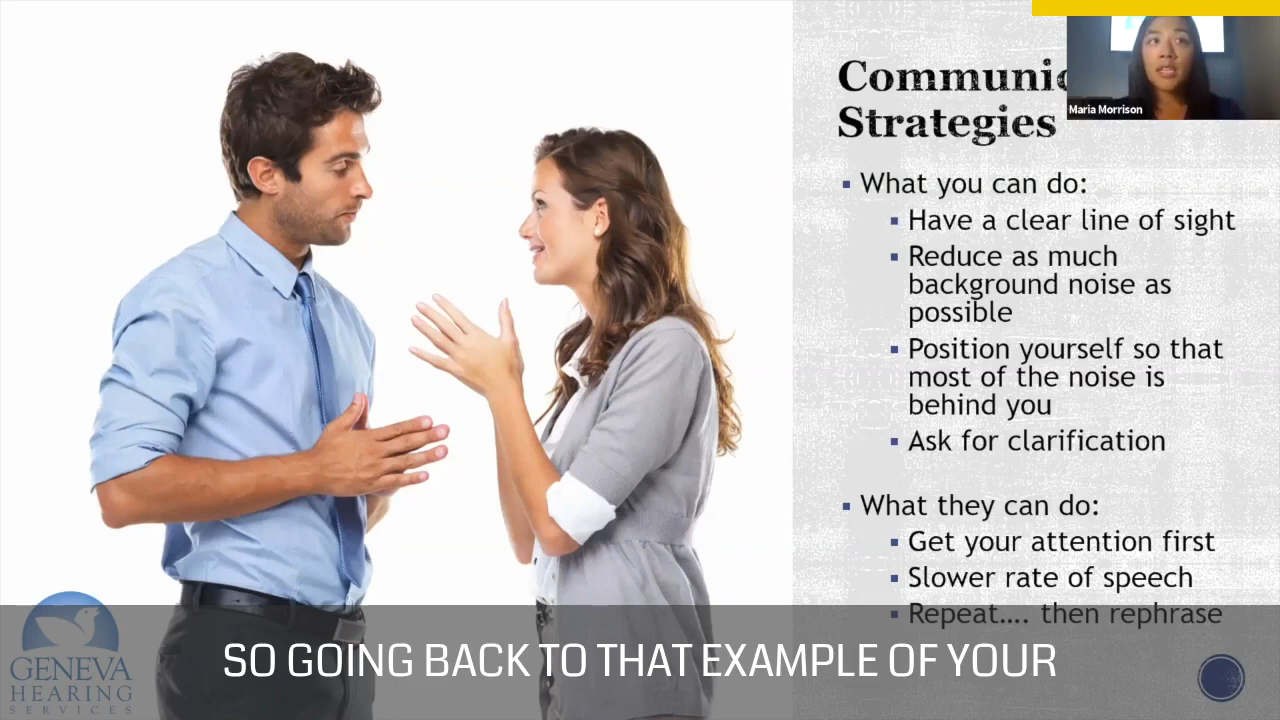 Communic
Strategies
Maria Morrison
What you can do:
Have a clear line of sight
Reduce as much
background noise as
possible
Position yourself so that
most of the noise is
behind you
Ask for clarification
What they can do:
Get your attention first
Slower rate of speech
Repeat.... then rephrase
GENEVA
HEARING
SERVICES
SO GOING BACK TO THAT EXAMPLE OF YOUR